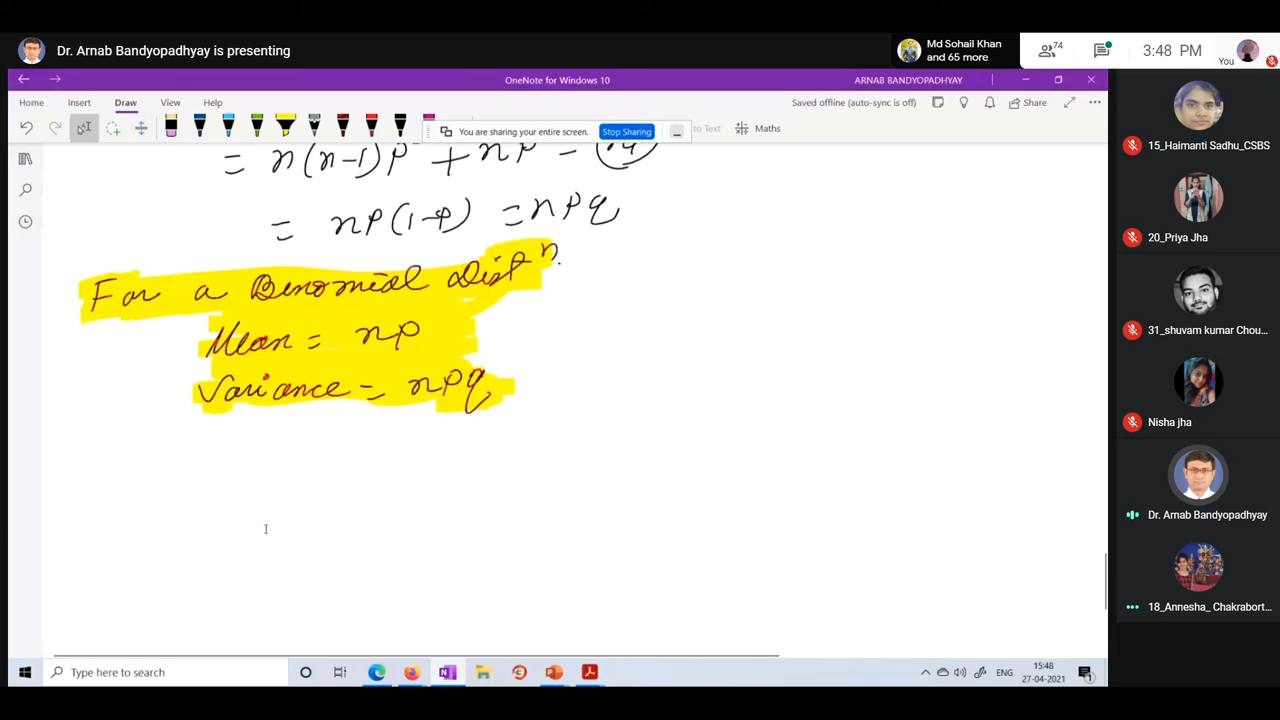 Dr. Arnab Bandyopadhyay is presenting
Md Sohail Khan
and 65 more
74
3:48 PM
You
OneNote for Windows 10
ARNAB BANDYOPADHYAY
Home Insert Draw View Help
Saved offline (auto-sync is off)
Share
You are sharing your entire screen.
Stop Sharing
to Text
Maths
= n(n-1)p + np -
= np(1-p) = npq
For a Binomial Distn.
Mean = np
Variance = npq
15_Haimanti Sadhu_CSBS
20_Priya Jha
31_shuvam kumar Chou...
Nisha jha
Dr. Arnab Bandyopadhyay
18_Annesha_ Chakrabort...
Type here to search
ENG
15:48
27-04-2021
1